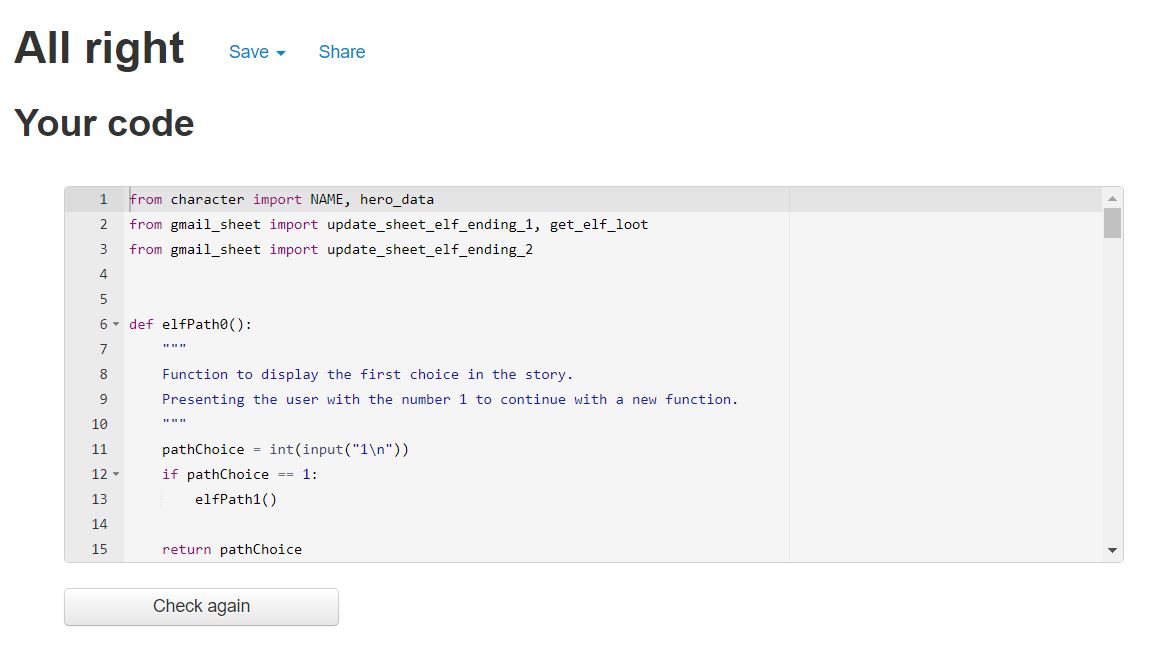 All right Save Share
Your code
1 from character import NAME, hero_data
2 from gmail_sheet import update_sheet_elf_ending_1, get_elf_loot
3 from gmail_sheet import update_sheet_elf_ending_2
4
5
6 def elfPath0():
7     """
8     Function to display the first choice in the story.
9     Presenting the user with the number 1 to continue with a new function.
10     """
11     pathChoice = int(input("1\n"))
12     if pathChoice == 1:
13         elfPath1()
14
15     return pathChoice
Check again